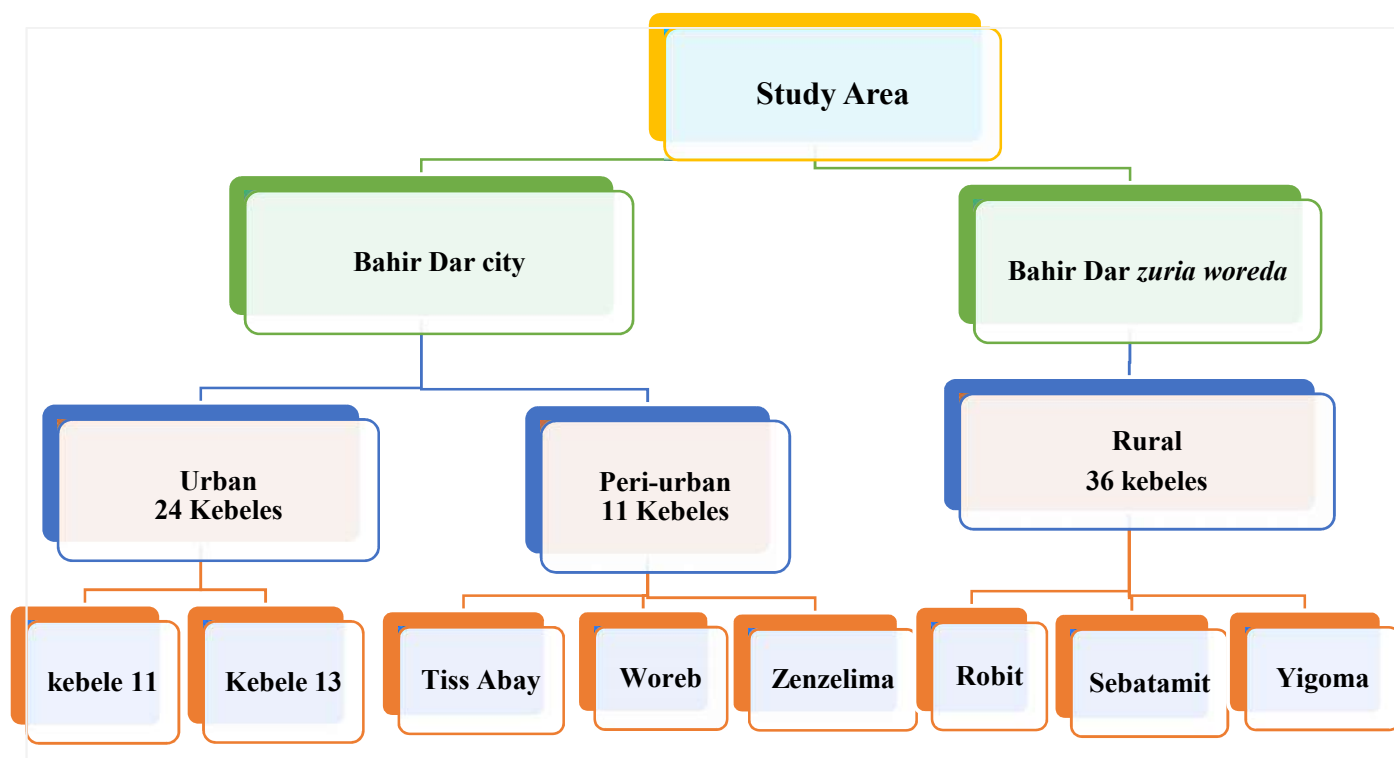 Study Area
Bahir Dar city
Bahir Dar zuria woreda
Urban
24 Kebeles
Peri-urban
11 Kebeles
Rural
36 kebeles
kebele 11
Kebele 13
Tiss Abay
Woreb
Zenzelima
Robit
Sebatamit
Yigoma